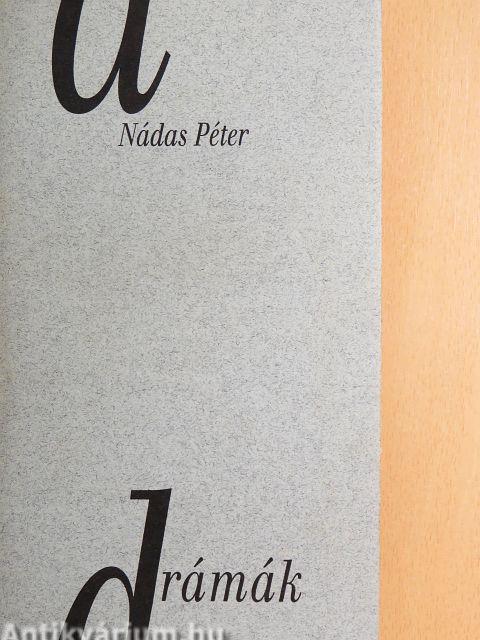 a
Nádas Péter
drámák
Antikvárium.hu